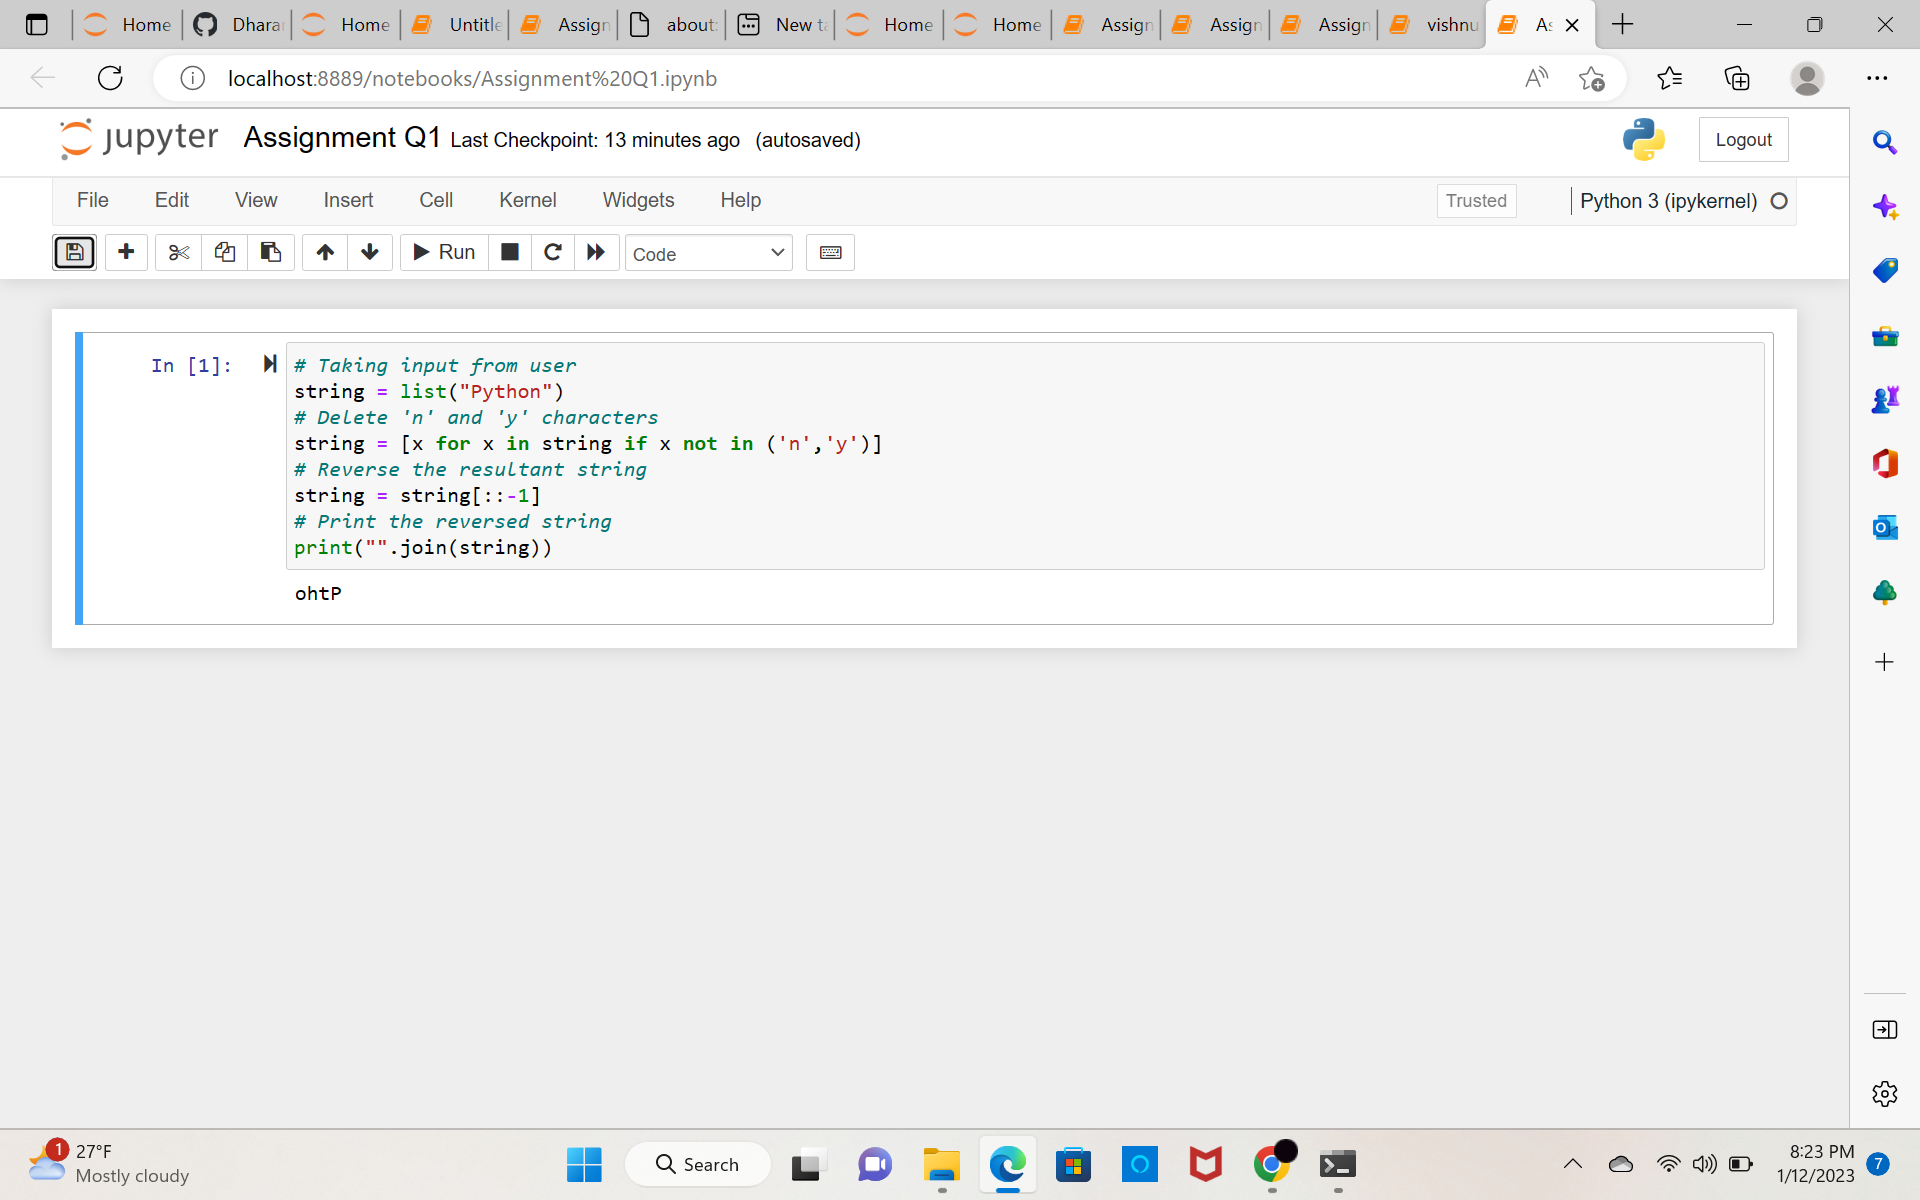 Home
Dhara
Home
Untitle
Assign
about:
New ta
Home
Home
Assign
Assign
Assign
vishnu
As
localhost:8889/notebooks/Assignment%20Q1.ipynb
jupyter Assignment Q1 Last Checkpoint: 13 minutes ago (autosaved)
Logout
File Edit View Insert Cell Kernel Widgets Help
Trusted
Python 3 (ipykernel)
Run
Code
In [1]:
# Taking input from user
string = list("Python")
# Delete 'n' and 'y' characters
string = [x for x in string if x not in ('n','y')]
# Reverse the resultant string
string = string[::-1]
# Print the reversed string
print("".join(string))
ohtP
1
27°F
Mostly cloudy
Search
8:23 PM
1/12/2023
7